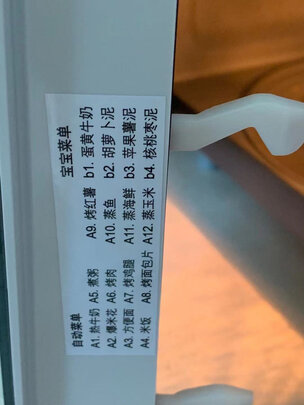 自动菜单 宝宝菜单
A1. 热牛奶 A5. 煮粥 A9. 烤红薯 b1. 蛋黄牛奶
A2. 爆米花 A6. 烤肉 A10. 蒸鱼 b2. 胡萝卜泥
A3. 方便面 A7. 烤鸡腿 A11. 蒸海鲜 b3. 苹果薯泥
A4. 米饭 A8. 烤面包片 A12. 蒸玉米 b4. 核桃枣泥